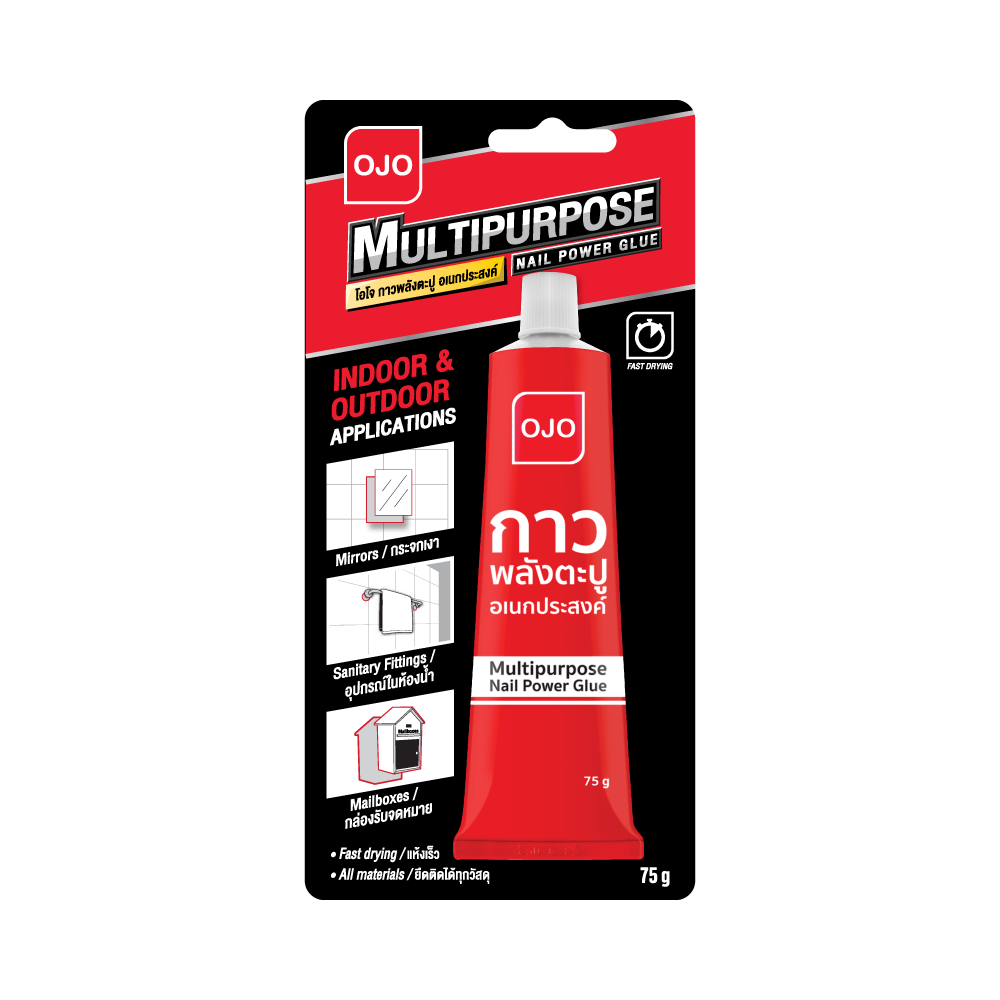 OJO
MULTIPURPOSE
NAIL POWER GLUE
โอโจ กาวพลังตะปู อเนกประสงค์
FAST DRYING
INDOOR &
OUTDOOR
APPLICATIONS
Mirrors / กระจกเงา
Sanitary Fittings /
อุปกรณ์ในห้องน้ำ
Mailboxes
Mailboxes /
กล่องรับจดหมาย
• Fast drying / แห้งเร็ว
• All materials / ยึดติดได้ทุกวัสดุ
OJO
กาว
พลังตะปู
อเนกประสงค์
Multipurpose
Nail Power Glue
75 g
75 g